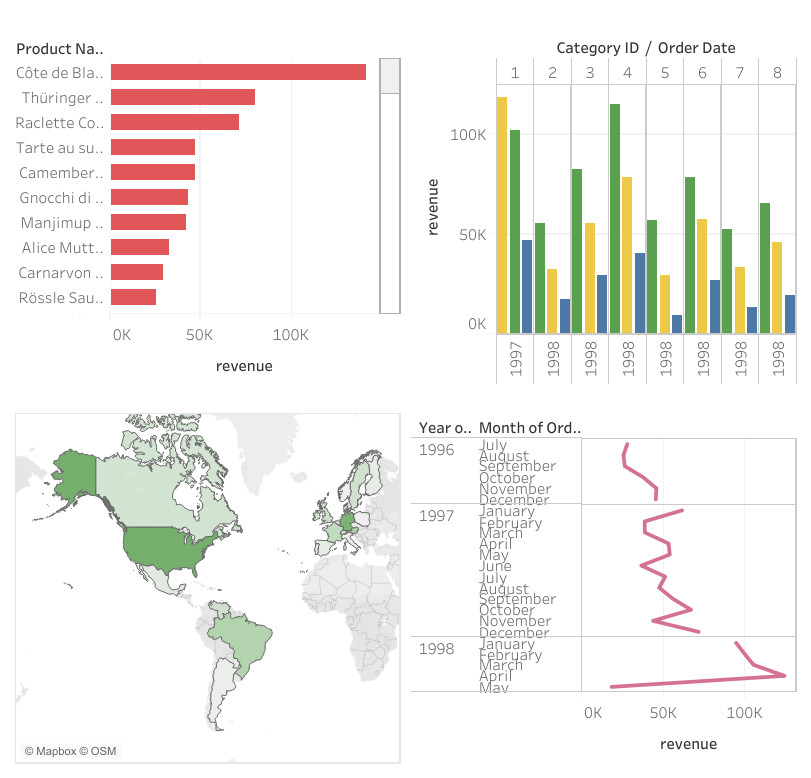 Product Na..
Côte de Bla..
Thüringer ..
Raclette Co..
Tarte au su..
Camember..
Gnocchi di ..
Manjimup ..
Alice Mutt..
Carnarvon ..
Rössle Sau..
0K 50K 100K
revenue
Category ID / Order Date
1 2 3 4 5 6 7 8
100K
50K
0K
revenue
1997 1998 1998 1998 1998 1998 1998 1998
© Mapbox © OSM
Year o.. Month of Ord..
1996 July
August
September
October
November
December
1997 January
February
March
April
May
June
July
August
September
October
November
December
1998 January
February
March
April
May
0K 50K 100K
revenue